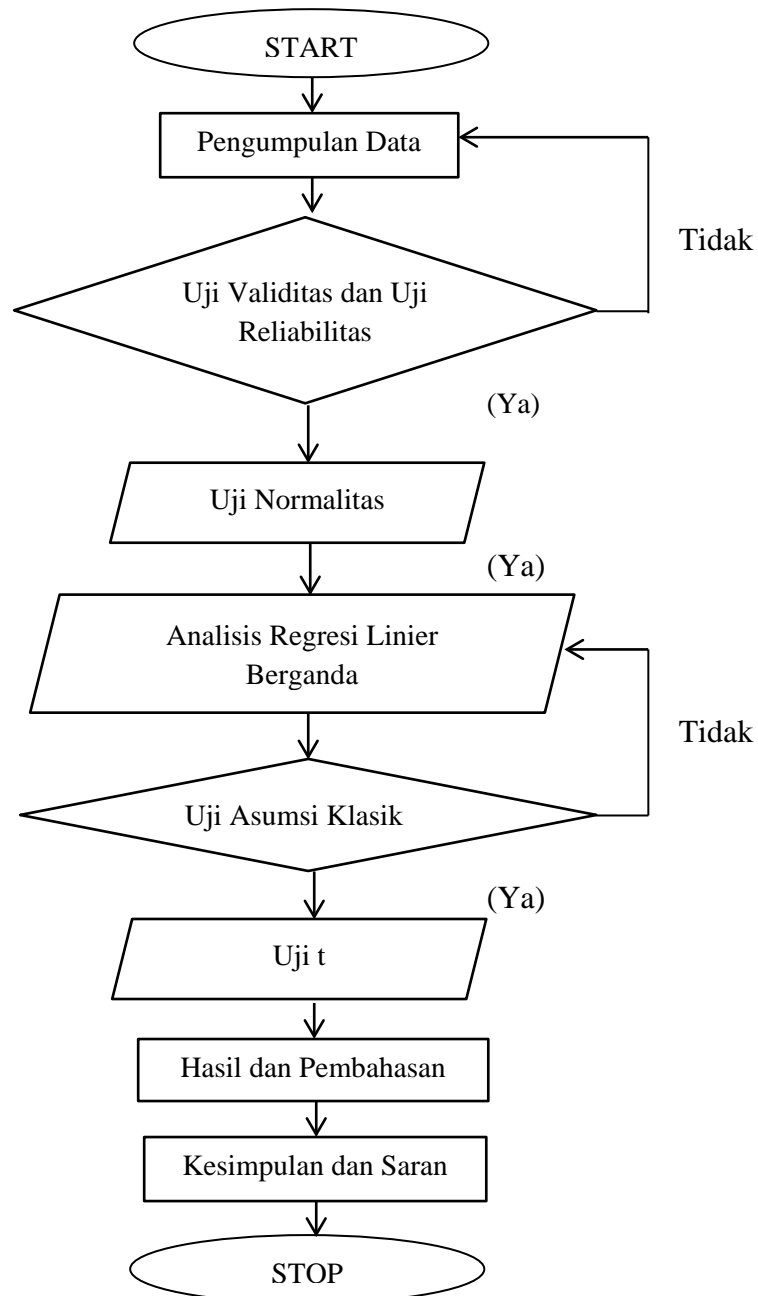 START
Pengumpulan Data
Tidak
Uji Validitas dan Uji
Reliabilitas
(Ya)
Uji Normalitas
(Ya)
Analisis Regresi Linier
Berganda
Tidak
Uji Asumsi Klasik
(Ya)
Uji t
Hasil dan Pembahasan
Kesimpulan dan Saran
STOP